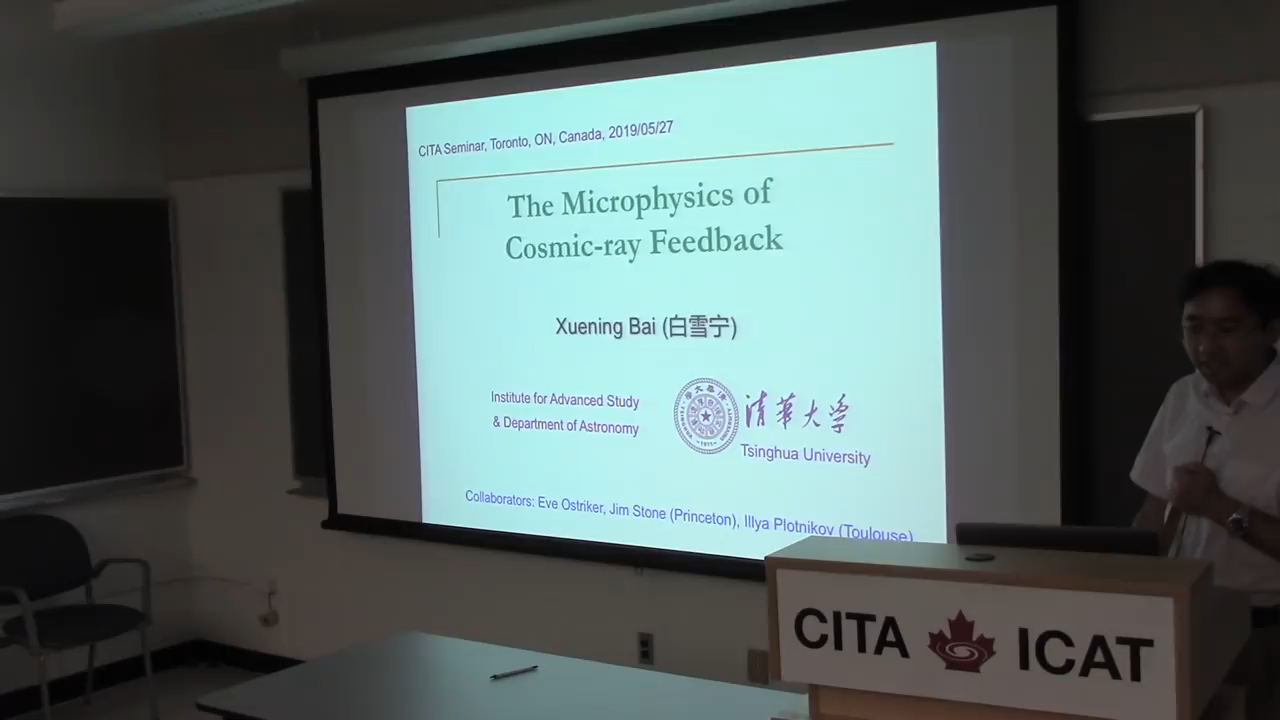 CITA Seminar, Toronto, ON, Canada, 2019/05/27
The Microphysics of
Cosmic-ray Feedback
Xuening Bai (白雪宁)
Institute for Advanced Study
& Department of Astronomy
清華大学
Tsinghua University
Collaborators: Eve Ostriker, Jim Stone (Princeton), Illya Plotnikov (Toulouse)
CITA ICAT